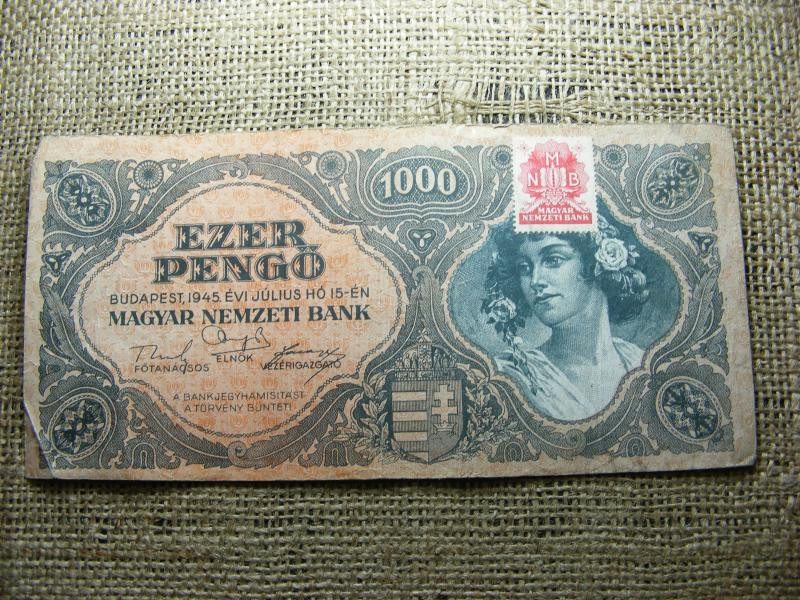 1000
M
N B
MAGYAR
NEMZETI BANK
EZER
PENGŐ
BUDAPEST, 1945. ÉVI JÚLIUS HÓ 15-ÉN
MAGYAR NEMZETI BANK
FŐTANÁCSOS
ELNÖK
VEZÉRIGAZGATÓ
A BANKJEGYHAMISÍTÁST
A TÖRVÉNY BÜNTETI